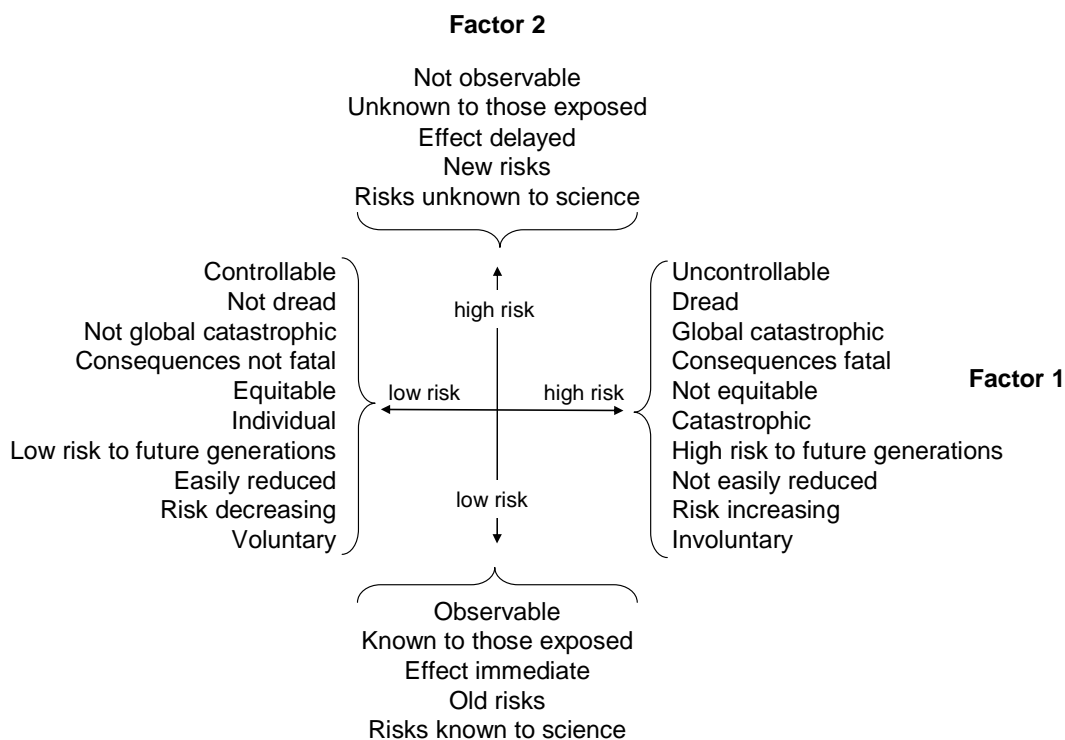 Factor 2
Not observable
Unknown to those exposed
Effect delayed
New risks
Risks unknown to science
Controllable
Not dread
Not global catastrophic
Consequences not fatal
Equitable
Individual
Low risk to future generations
Easily reduced
Risk decreasing
Voluntary
high risk
low risk
high risk
low risk
Uncontrollable
Dread
Global catastrophic
Consequences fatal
Not equitable
Catastrophic
High risk to future generations
Not easily reduced
Risk increasing
Involuntary
Factor 1
Observable
Known to those exposed
Effect immediate
Old risks
Risks known to science